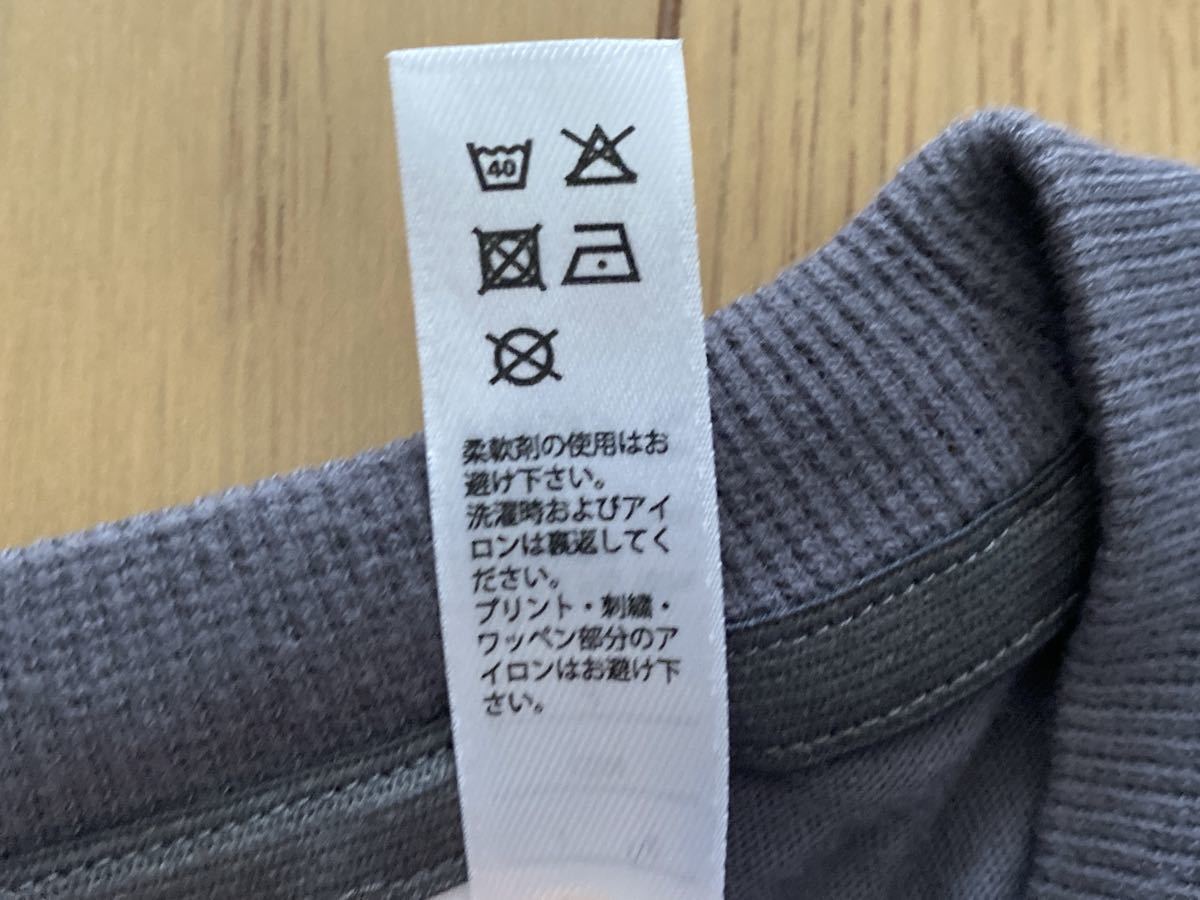 40
柔軟剤の使用はお
避け下さい。
洗濯時およびアイ
ロンは裏返してく
ださい。
プリント・刺繍・
ワッペン部分のア
イロンはお避け下
さい。